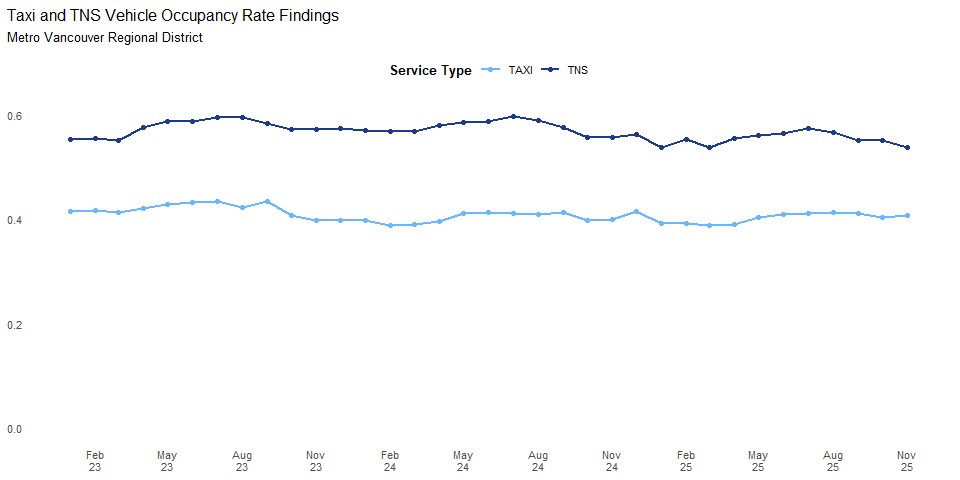 Taxi and TNS Vehicle Occupancy Rate Findings
Metro Vancouver Regional District
Service Type TAXI TNS
0.6
0.4
0.2
0.0
Feb May Aug Nov Feb May Aug Nov Feb May Aug Nov
23 23 23 23 24 24 24 24 25 25 25 25